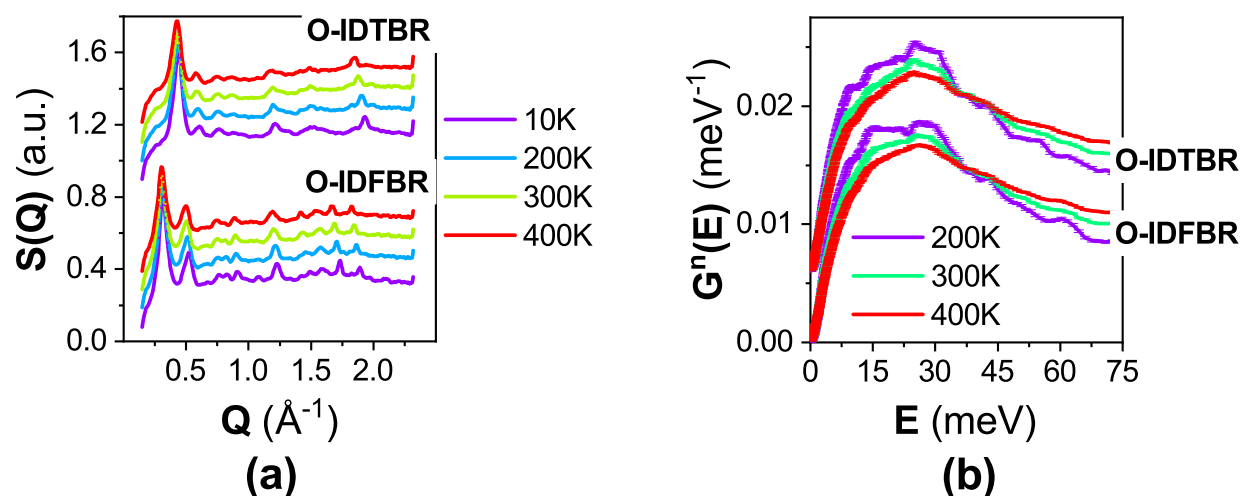 O-IDTBR
O-IDFBR
S(Q) (a.u.)
1.6
1.2
0.8
0.4
0.0
0.5
1.0
1.5
2.0
Q (Å-1)
10K
200K
300K
400K
(a)
Gn(E) (meV-1)
0.02
0.01
0.00
0
15
30
45
60
75
E (meV)
200K
300K
400K
O-IDTBR
O-IDFBR
(b)